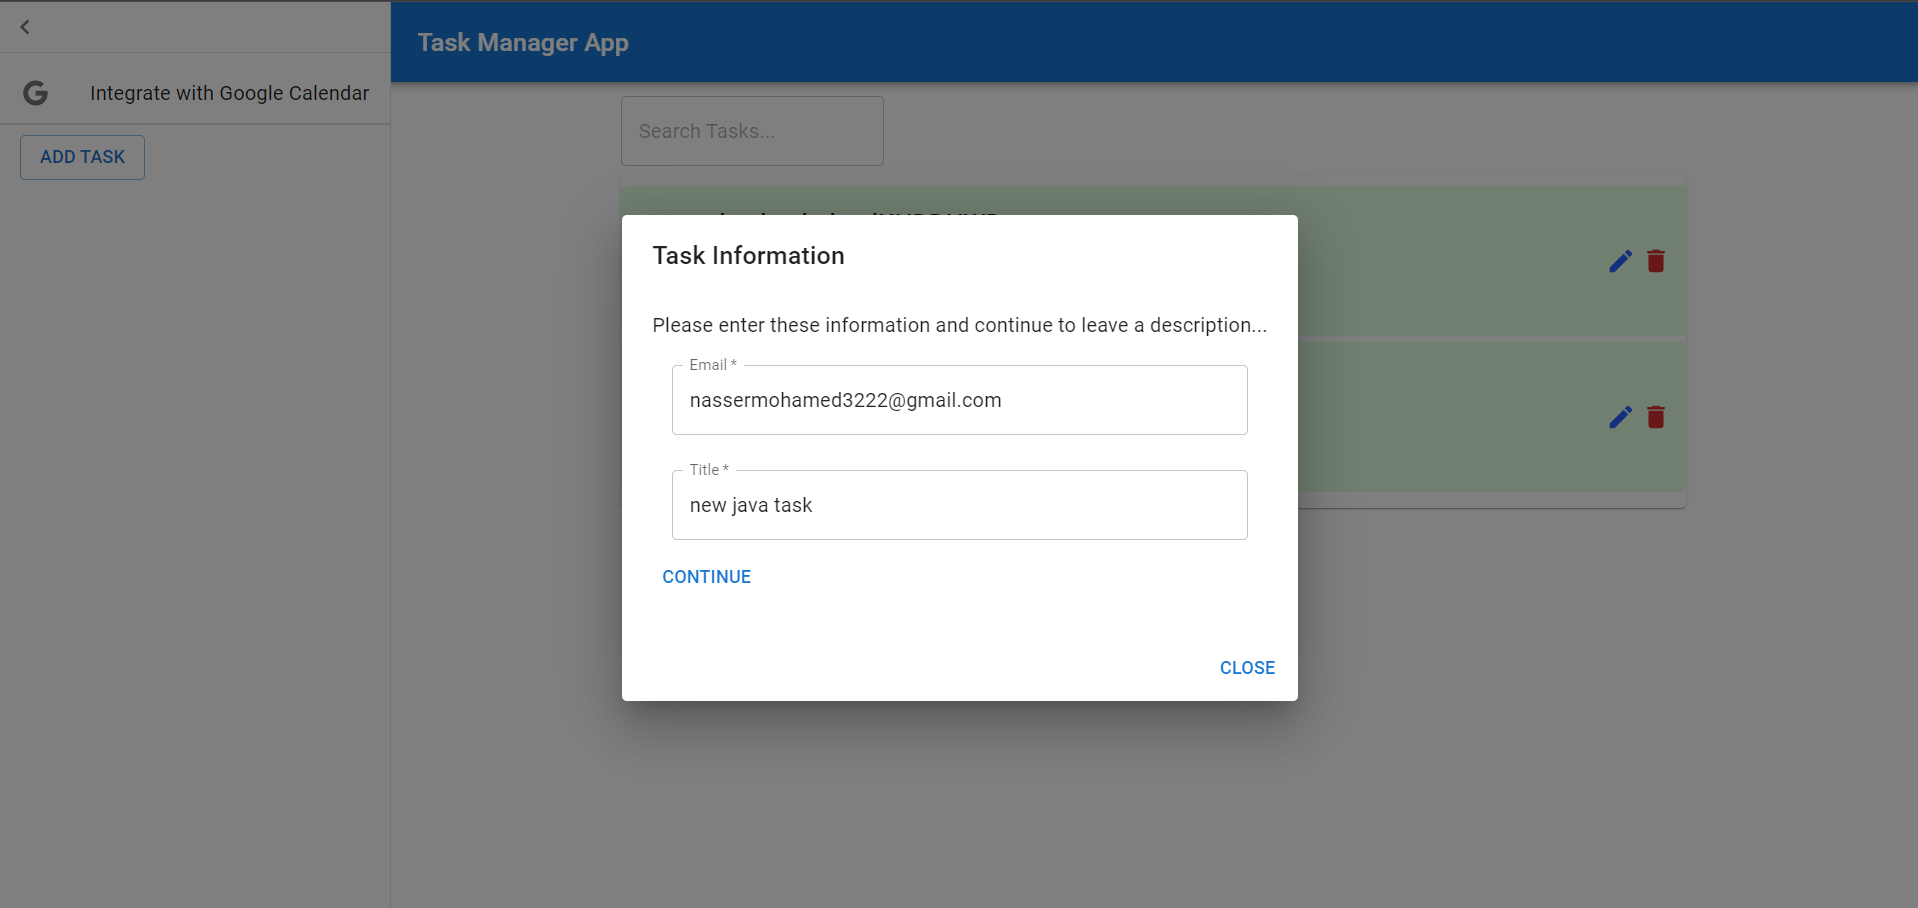 Task Manager App
Integrate with Google Calendar
ADD TASK
Search Tasks...
Task Information
Please enter these information and continue to leave a description...
Email *
nassermohamed3222@gmail.com
Title *
new java task
CONTINUE
CLOSE